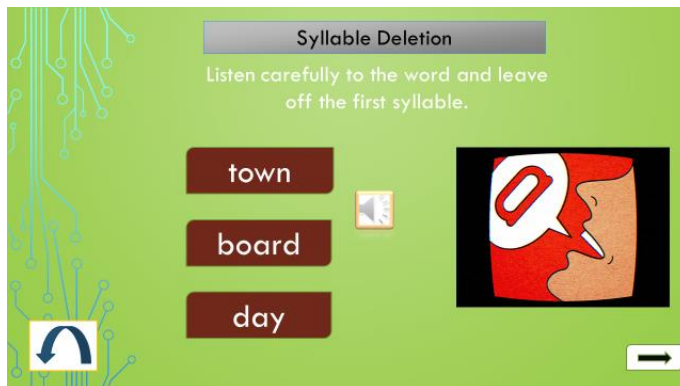 Syllable Deletion
Listen carefully to the word and leave
off the first syllable.
town
board
day